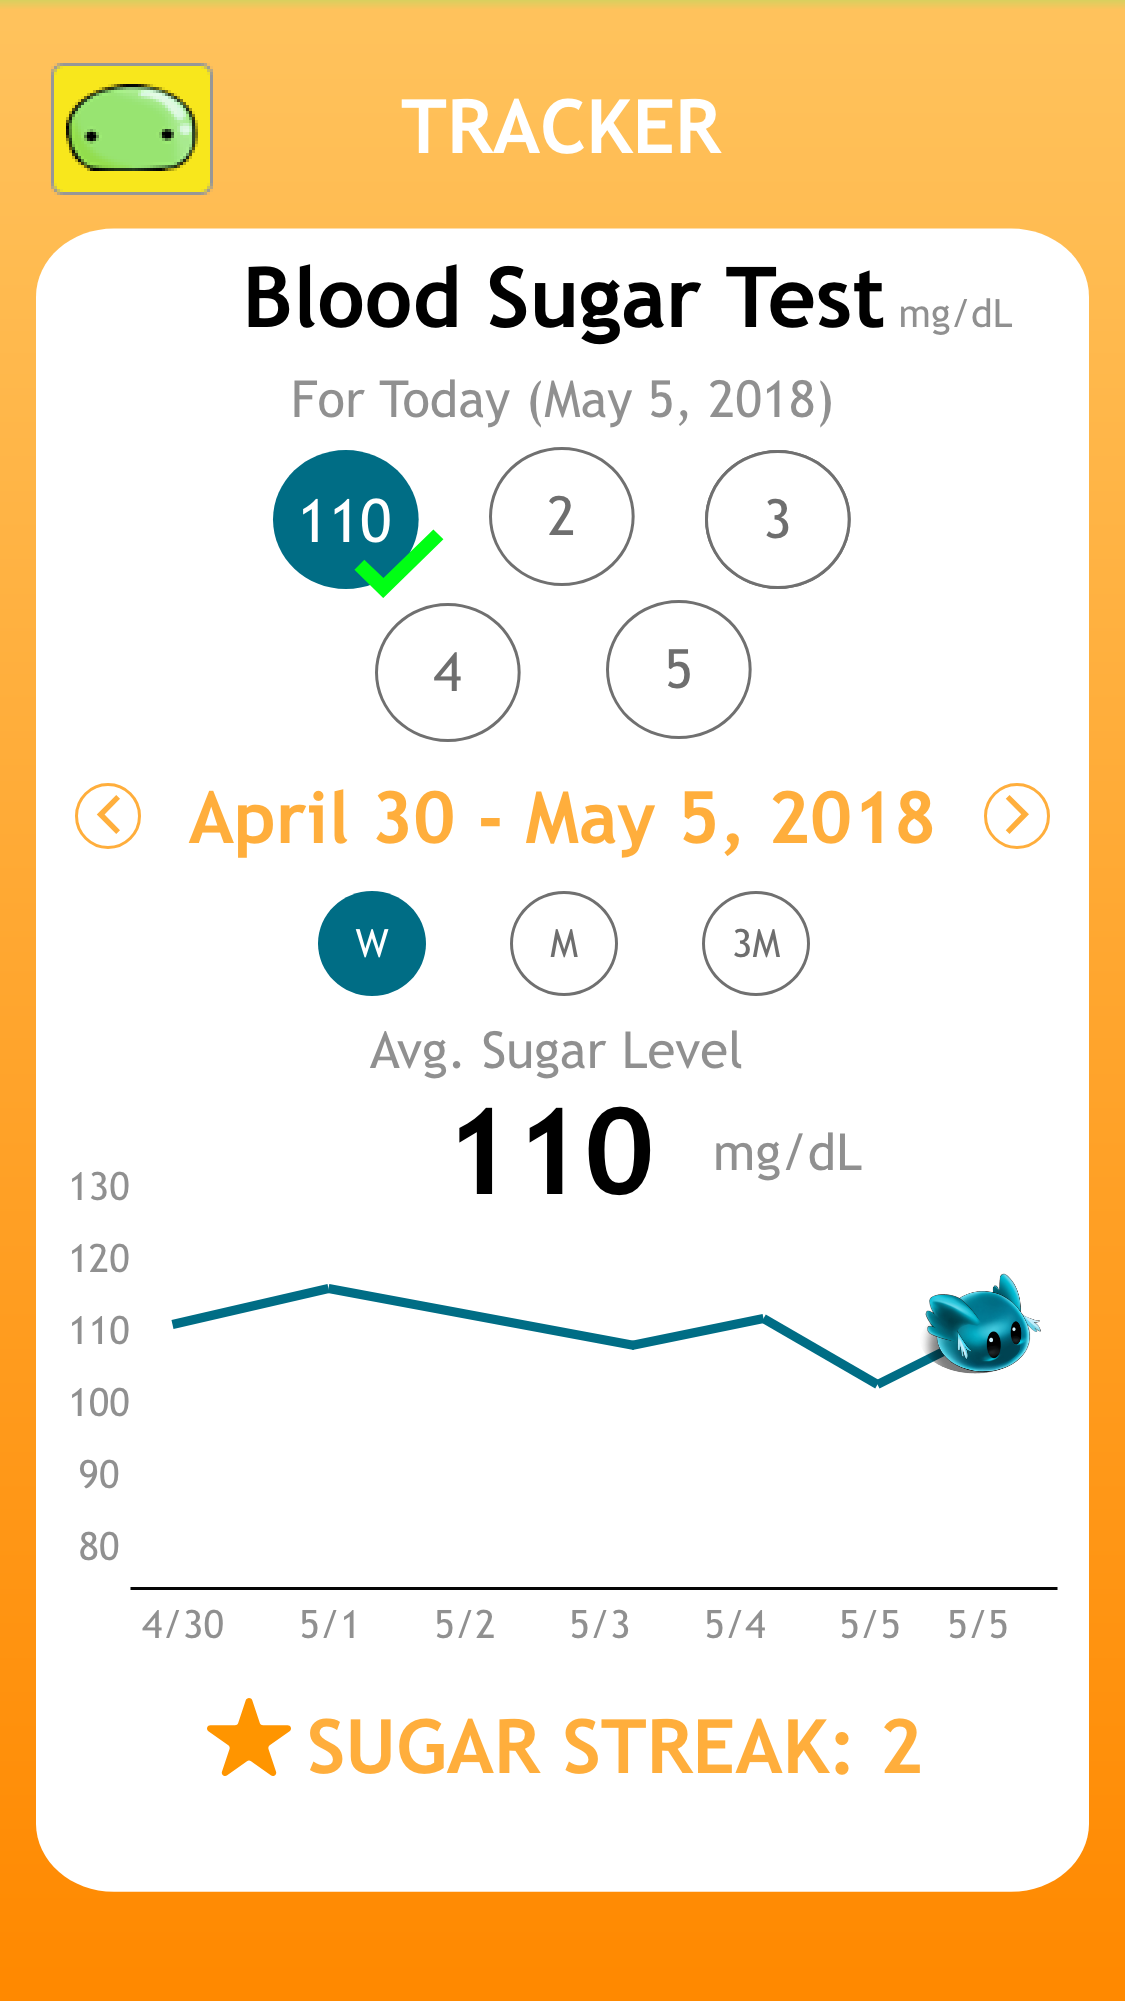 TRACKER
Blood Sugar Test mg/dL
For Today (May 5, 2018)
110 2 3
4 5
April 30 - May 5, 2018
W M 3M
Avg. Sugar Level
110 mg/dL
130
120
110
100
90
80
4/30 5/1 5/2 5/3 5/4 5/5 5/5
SUGAR STREAK: 2